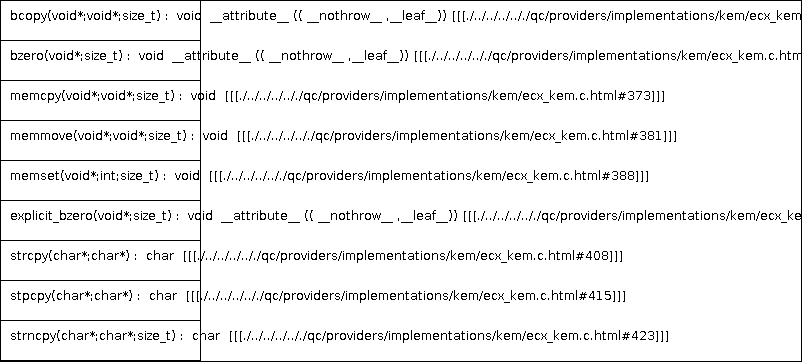 bcopy(void*;void*;size_t) : void __attribute__ (( __nothrow__ ,__leaf__)) [[[./../../../.././qc/providers/implementations/kem/ecx_kem
bzero(void*;size_t) : void __attribute__ (( __nothrow__ ,__leaf__)) [[[./../../../.././qc/providers/implementations/kem/ecx_kem.c.htm
memcpy(void*;void*;size_t) : void [[[./../../../.././qc/providers/implementations/kem/ecx_kem.c.html#373]]]
memmove(void*;void*;size_t) : void [[[./../../../.././qc/providers/implementations/kem/ecx_kem.c.html#381]]]
memset(void*;int;size_t) : void [[[./../../../.././qc/providers/implementations/kem/ecx_kem.c.html#388]]]
explicit_bzero(void*;size_t) : void __attribute__ (( __nothrow__ ,__leaf__)) [[[./../../../.././qc/providers/implementations/kem/ecx_ke
strcpy(char*;char*) : char [[[./../../../.././qc/providers/implementations/kem/ecx_kem.c.html#408]]]
stpcpy(char*;char*) : char [[[./../../../.././qc/providers/implementations/kem/ecx_kem.c.html#415]]]
strncpy(char*;char*;size_t) : char [[[./../../../.././qc/providers/implementations/kem/ecx_kem.c.html#423]]]